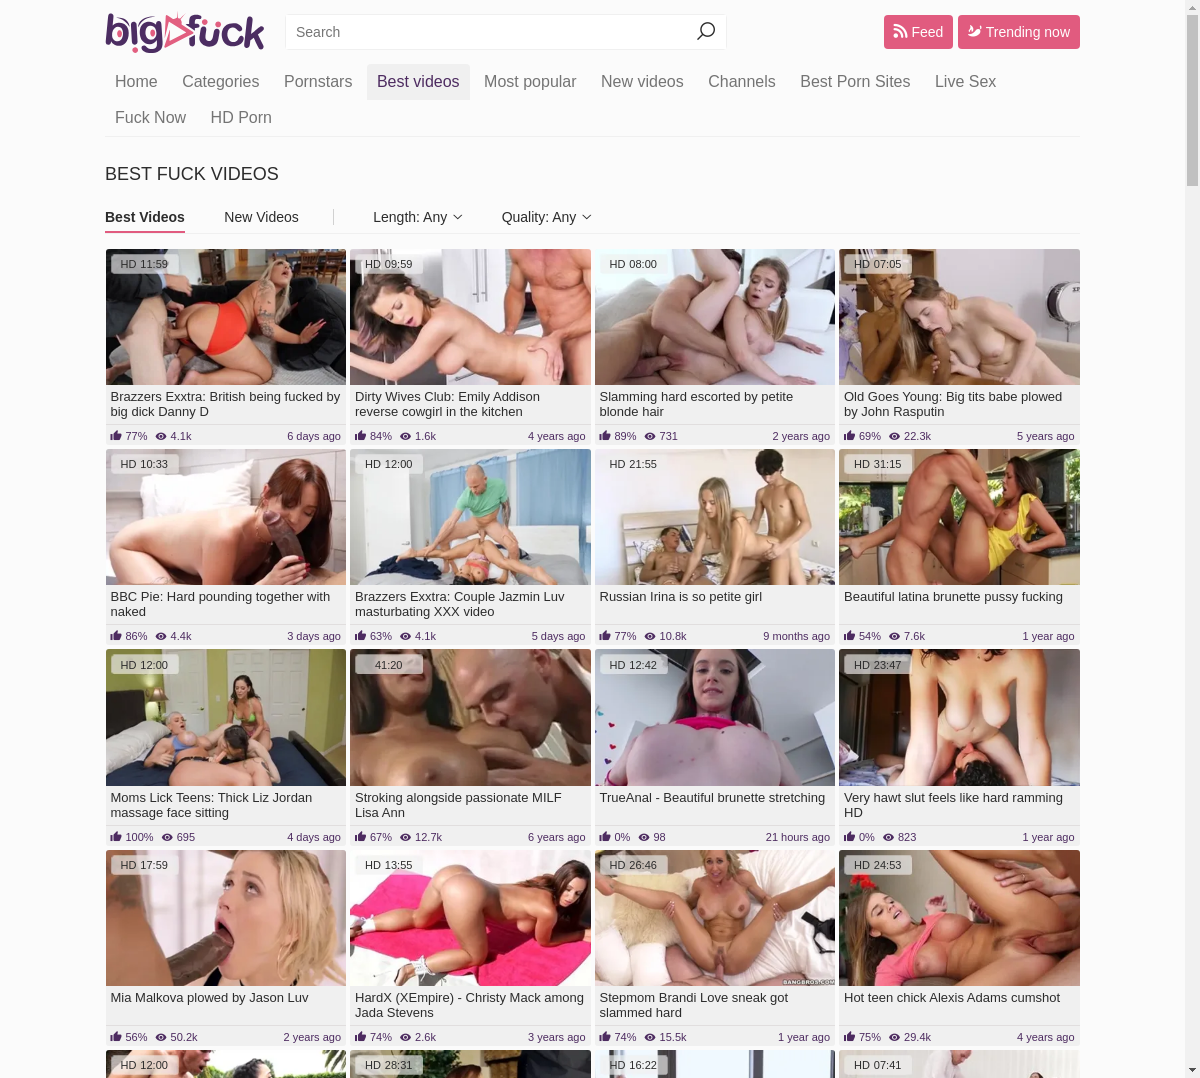 bigfuck
Search
Feed
Trending now
Home Categories Pornstars Best videos Most popular New videos Channels Best Porn Sites Live Sex
Fuck Now HD Porn
BEST FUCK VIDEOS
Best Videos New Videos Length: Any Quality: Any
HD 11:59 HD 09:59 HD 08:00 HD 07:05
Brazzers Exxtra: British being fucked by
big dick Danny D
77% 4.1k 6 days ago
Dirty Wives Club: Emily Addison
reverse cowgirl in the kitchen
84% 1.6k 4 years ago
Slamming hard escorted by petite
blonde hair
89% 731 2 years ago
Old Goes Young: Big tits babe plowed
by John Rasputin
69% 22.3k 5 years ago
HD 10:33 HD 12:00 HD 21:55 HD 31:15
BBC Pie: Hard pounding together with
naked
86% 4.4k 3 days ago
Brazzers Exxtra: Couple Jazmin Luv
masturbating XXX video
63% 4.1k 5 days ago
Russian Irina is so petite girl
77% 10.8k 9 months ago
Beautiful latina brunette pussy fucking
54% 7.6k 1 year ago
HD 12:00 41:20 HD 12:42 HD 23:47
Moms Lick Teens: Thick Liz Jordan
massage face sitting
100% 695 4 days ago
Stroking alongside passionate MILF
Lisa Ann
67% 12.7k 6 years ago
TrueAnal - Beautiful brunette stretching
0% 98 21 hours ago
Very hawt slut feels like hard ramming
HD
0% 823 1 year ago
HD 17:59 HD 13:55 HD 26:46 HD 24:53
BANGBROS.COM
Mia Malkova plowed by Jason Luv
56% 50.2k 2 years ago
HardX (XEmpire) - Christy Mack among
Jada Stevens
74% 2.6k 3 years ago
Stepmom Brandi Love sneak got
slammed hard
74% 15.5k 1 year ago
Hot teen chick Alexis Adams cumshot
75% 29.4k 4 years ago
HD 12:00 HD 28:31 HD 16:22 HD 07:41